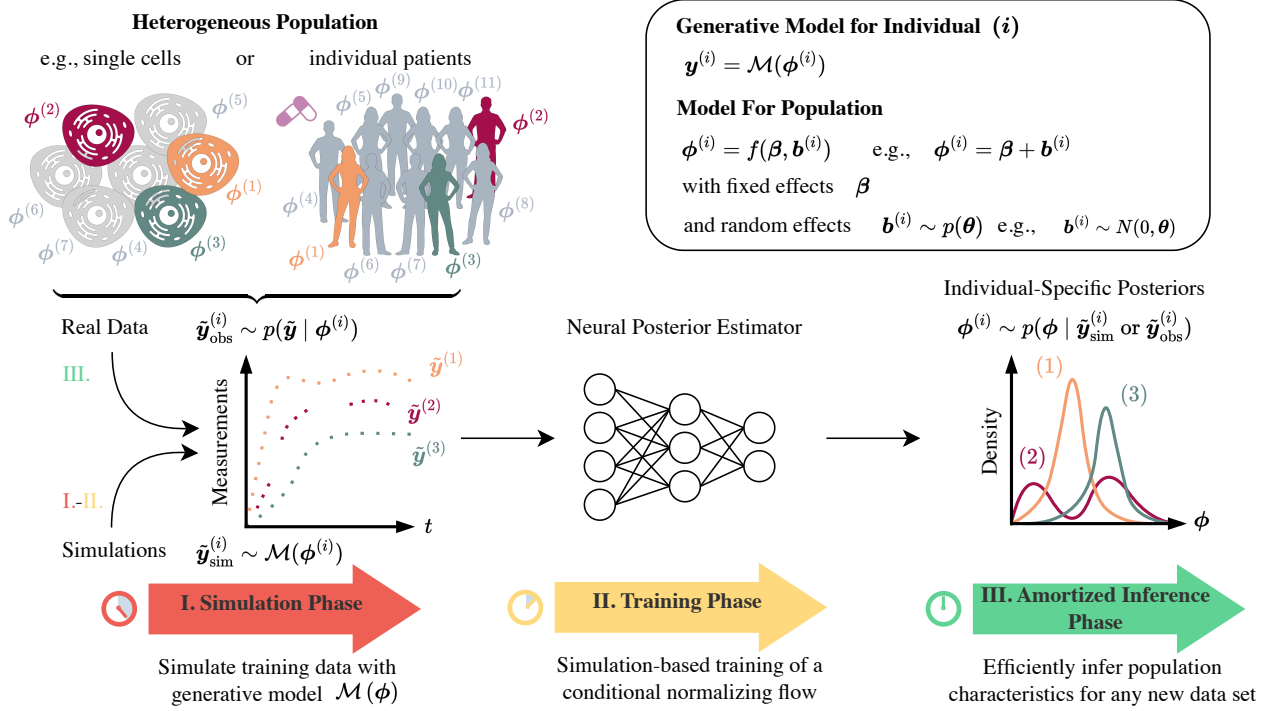 Heterogeneous Population
e.g., single cells or individual patients
ϕ^(2)
ϕ^(5)
ϕ^(1)
ϕ^(6)
ϕ^(7)
ϕ^(4)
ϕ^(3)
ϕ^(5)
ϕ^(9)
ϕ^(10)
ϕ^(11)
ϕ^(2)
ϕ^(4)
ϕ^(8)
ϕ^(1)
ϕ^(6)
ϕ^(7)
ϕ^(3)
Generative Model for Individual (i)
y^(i) = M(ϕ^(i))
Model For Population
ϕ^(i) = f(β, b^(i)) e.g., ϕ^(i) = β + b^(i)
with fixed effects β
and random effects b^(i) ∼ p(θ) e.g., b^(i) ∼ N(0, θ)
Real Data ỹ_obs^(i) ∼ p(ỹ | ϕ^(i))
III.
I.-II.
Measurements
ỹ^(1)
ỹ^(2)
ỹ^(3)
t
Simulations ỹ_sim^(i) ∼ M(ϕ^(i))
Neural Posterior Estimator
Individual-Specific Posteriors
ϕ^(i) ∼ p(ϕ | ỹ_sim^(i) or ỹ_obs^(i))
Density
(1)
(3)
(2)
ϕ
I. Simulation Phase
Simulate training data with
generative model M(ϕ)
II. Training Phase
Simulation-based training of a
conditional normalizing flow
III. Amortized Inference
Phase
Efficiently infer population
characteristics for any new data set